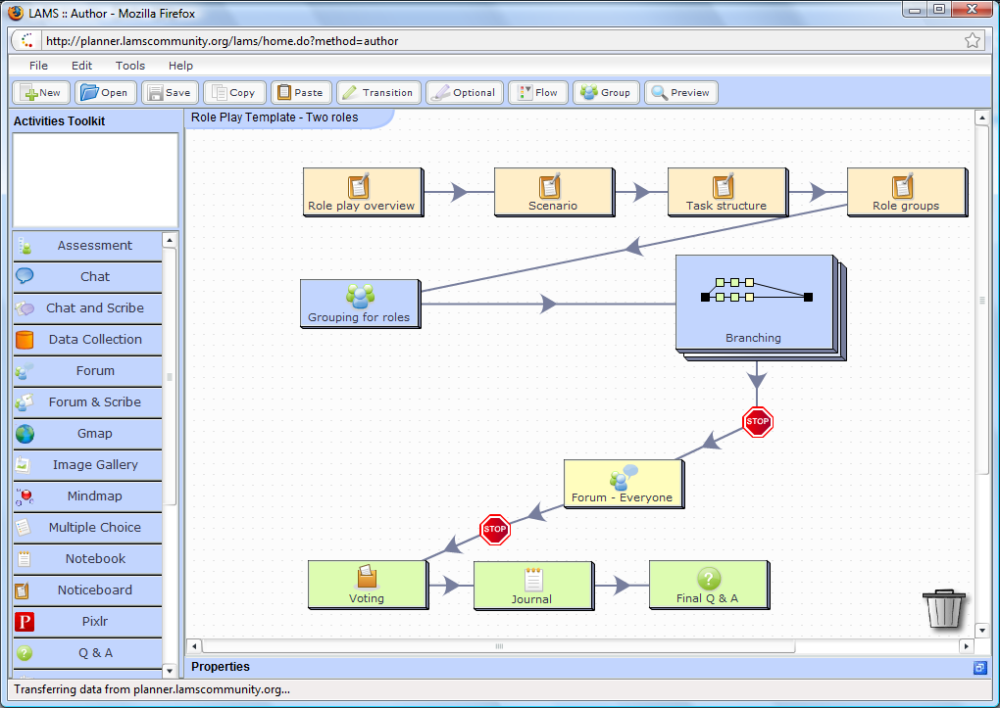 LAMS :: Author - Mozilla Firefox
http://planner.lamscommunity.org/lams/home.do?method=author
File Edit Tools Help
New Open Save Copy Paste Transition Optional Flow Group Preview
Activities Toolkit
Role Play Template - Two roles
Role play overview
Scenario
Task structure
Role groups
Grouping for roles
Branching
STOP
Forum - Everyone
STOP
Voting
Journal
Final Q & A
Assessment
Chat
Chat and Scribe
Data Collection
Forum
Forum & Scribe
Gmap
Image Gallery
Mindmap
Multiple Choice
Notebook
Noticeboard
P Pixlr
? Q & A
Properties
Transferring data from planner.lamscommunity.org...